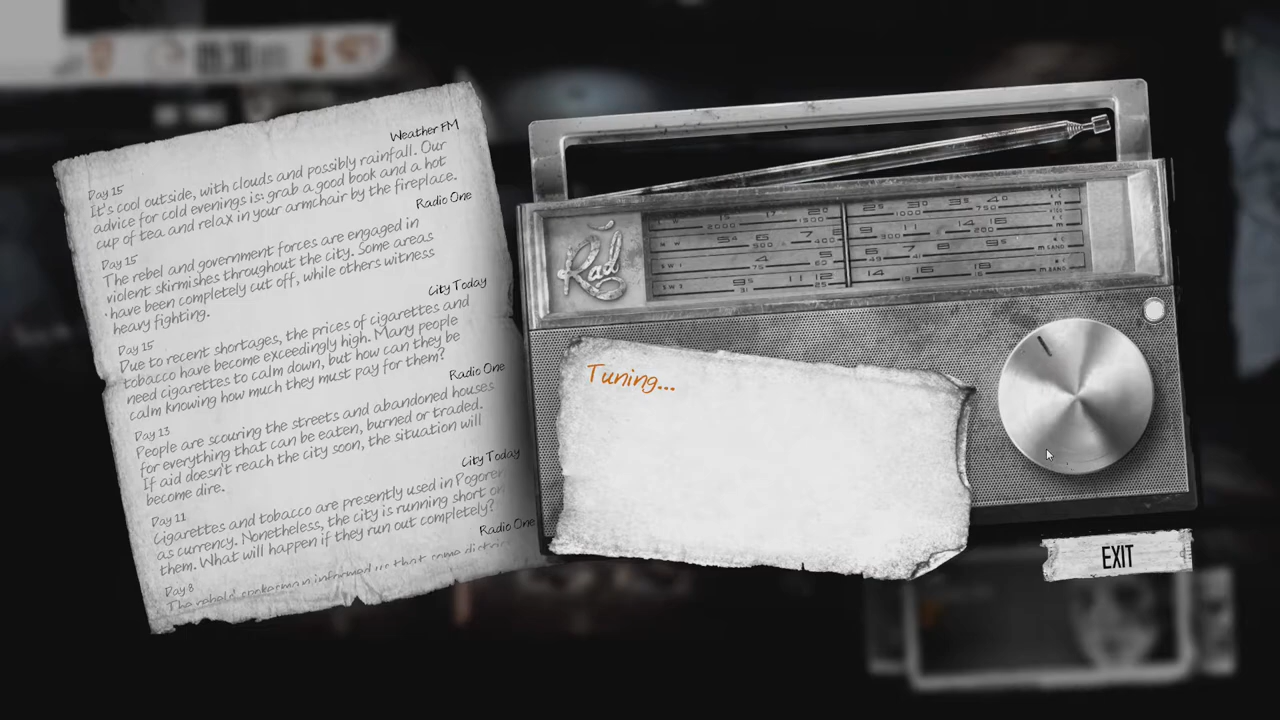 Weather FM
Day 15
It's cool outside, with clouds and possibly rainfall. Our
advice for cold evenings is: grab a good book and a hot
cup of tea and relax in your armchair by the fireplace.
Radio One
Day 15
The rebel and government forces are engaged in
violent skirmishes throughout the city. Some areas
have been completely cut off, while others witness
heavy fighting.
City Today
Day 15
Due to recent shortages, the prices of cigarettes and
tobacco have become exceedingly high. Many people
need cigarettes to calm down, but how can they be
calm knowing how much they must pay for them?
Radio One
Day 13
People are scouring the streets and abandoned houses
for everything that can be eaten, burned or traded.
If aid doesn't reach the city soon, the situation will
become dire.
City Today
Day 11
Cigarettes and tobacco are presently used in Pogoren
as currency. Nonetheless, the city is running short on
them. What will happen if they run out completely?
Radio One
Day 8
The rebels' spokesman informed us that some
Rad
Tuning...
EXIT